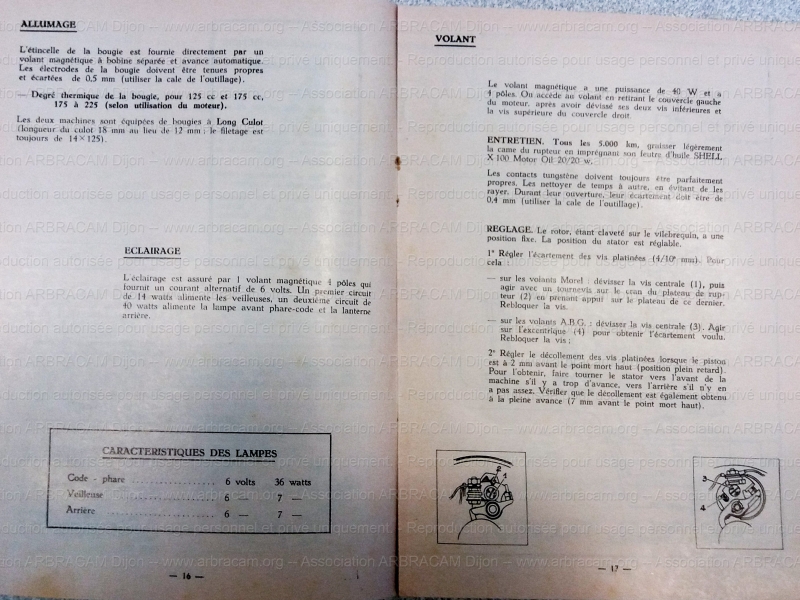 ALLUMAGE
L'étincelle de la bougie est fournie directement par un
volant magnétique à bobine séparée et avance automatique.
Les électrodes de la bougie doivent être tenues propres
et écartées de 0,5 mm (utiliser la cale de l'outillage).
— Degré thermique de la bougie, pour 125 cc et 175 cc,
175 à 225 (selon utilisation du moteur).
Les deux machines sont équipées de bougies à Long Culot
(longueur du culot 18 mm au lieu de 12 mm ; le filetage est
toujours de 14×125).
ECLAIRAGE
L'éclairage est assuré par 1 volant magnétique 4 pôles qui
fournit un courant alternatif de 6 volts. Un premier circuit
de 14 watts alimente les veilleuses, un deuxième circuit de
40 watts alimente la lampe avant phare-code et la lanterne
arrière.
CARACTERISTIQUES DES LAMPES
Code - phare .................. 6 volts 36 watts
Veilleuse .................. 6 — 7 —
Arrière .................. 6 — 7 —
— 16 —
VOLANT
Le volant magnétique a une puissance de 40 W et a
4 pôles. On accède au volant en retirant le couvercle gauche
du moteur, après avoir dévissé ses deux vis inférieures et
la vis supérieure du couvercle droit.
ENTRETIEN. Tous les 5.000 km, graisser légèrement
la came du rupteur en imprégnant son feutre d'huile SHELL
X 100 Motor Oil 20/20 w.
Les contacts tungstène doivent toujours être parfaitement
propres. Les nettoyer de temps à autre, en évitant de les
rayer. Durant leur ouverture, leur écartement doit être de
0,4 mm (utiliser la cale de l'outillage).
REGLAGE. Le rotor, étant claveté sur le vilebrequin, a une
position fixe. La position du stator est réglable.
1° Régler l'écartement des vis platinées (4/10e mm). Pour
cela :
— sur les volants Morel : dévisser la vis centrale (1), puis
agir avec un tournevis sur le cran du plateau de rup-
teur (2) en prenant appui sur le plateau de ce dernier.
Rebloquer la vis.
— sur les volants A.B.G. : dévisser la vis centrale (3). Agir
sur l'excentrique (4) pour obtenir l'écartement voulu.
Rebloquer la vis ;
2° Régler le décollement des vis platinées lorsque le piston
est à 2 mm avant le point mort haut (position plein retard).
Pour l'obtenir, faire tourner le stator vers l'avant de la
machine s'il y a trop d'avance, vers l'arrière s'il n'y en
a pas assez. Vérifier que le décollement est également obtenu
à la pleine avance (7 mm avant le point mort haut).
2
1
3
4
— 17 —
Reproduction autorisée pour usage personnel et privé uniquement – Association ARBRACAM Dijon – www.arbracam.org